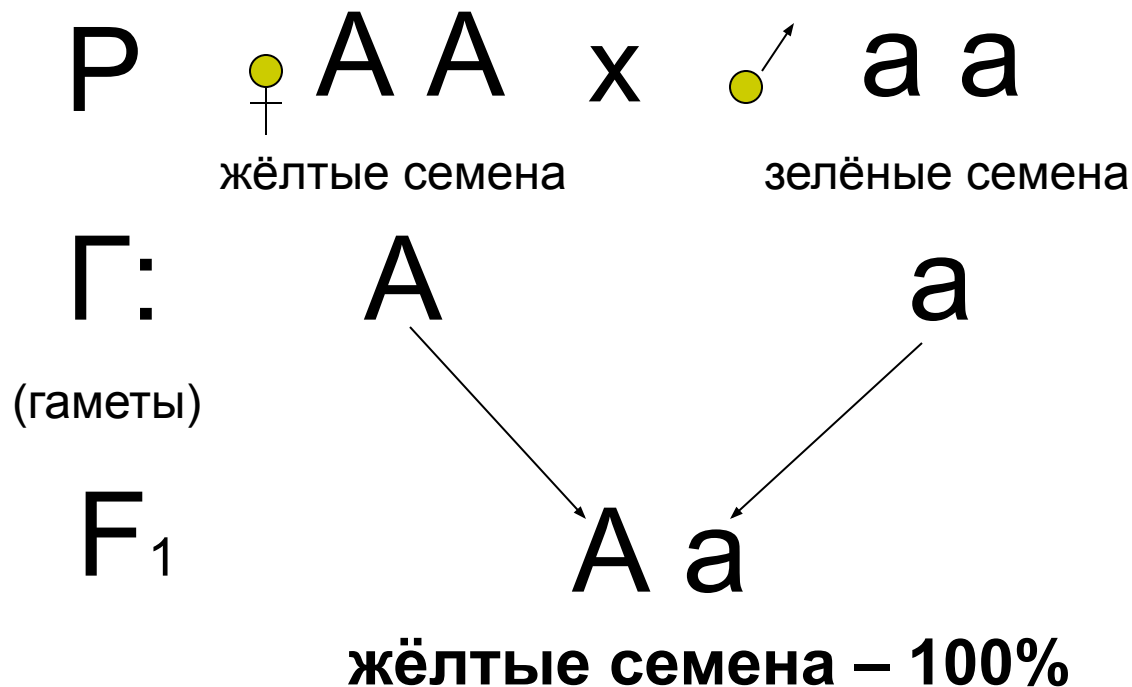 Р А А х а а
жёлтые семена зелёные семена
Г: А а
(гаметы)
F₁ А а
жёлтые семена – 100%